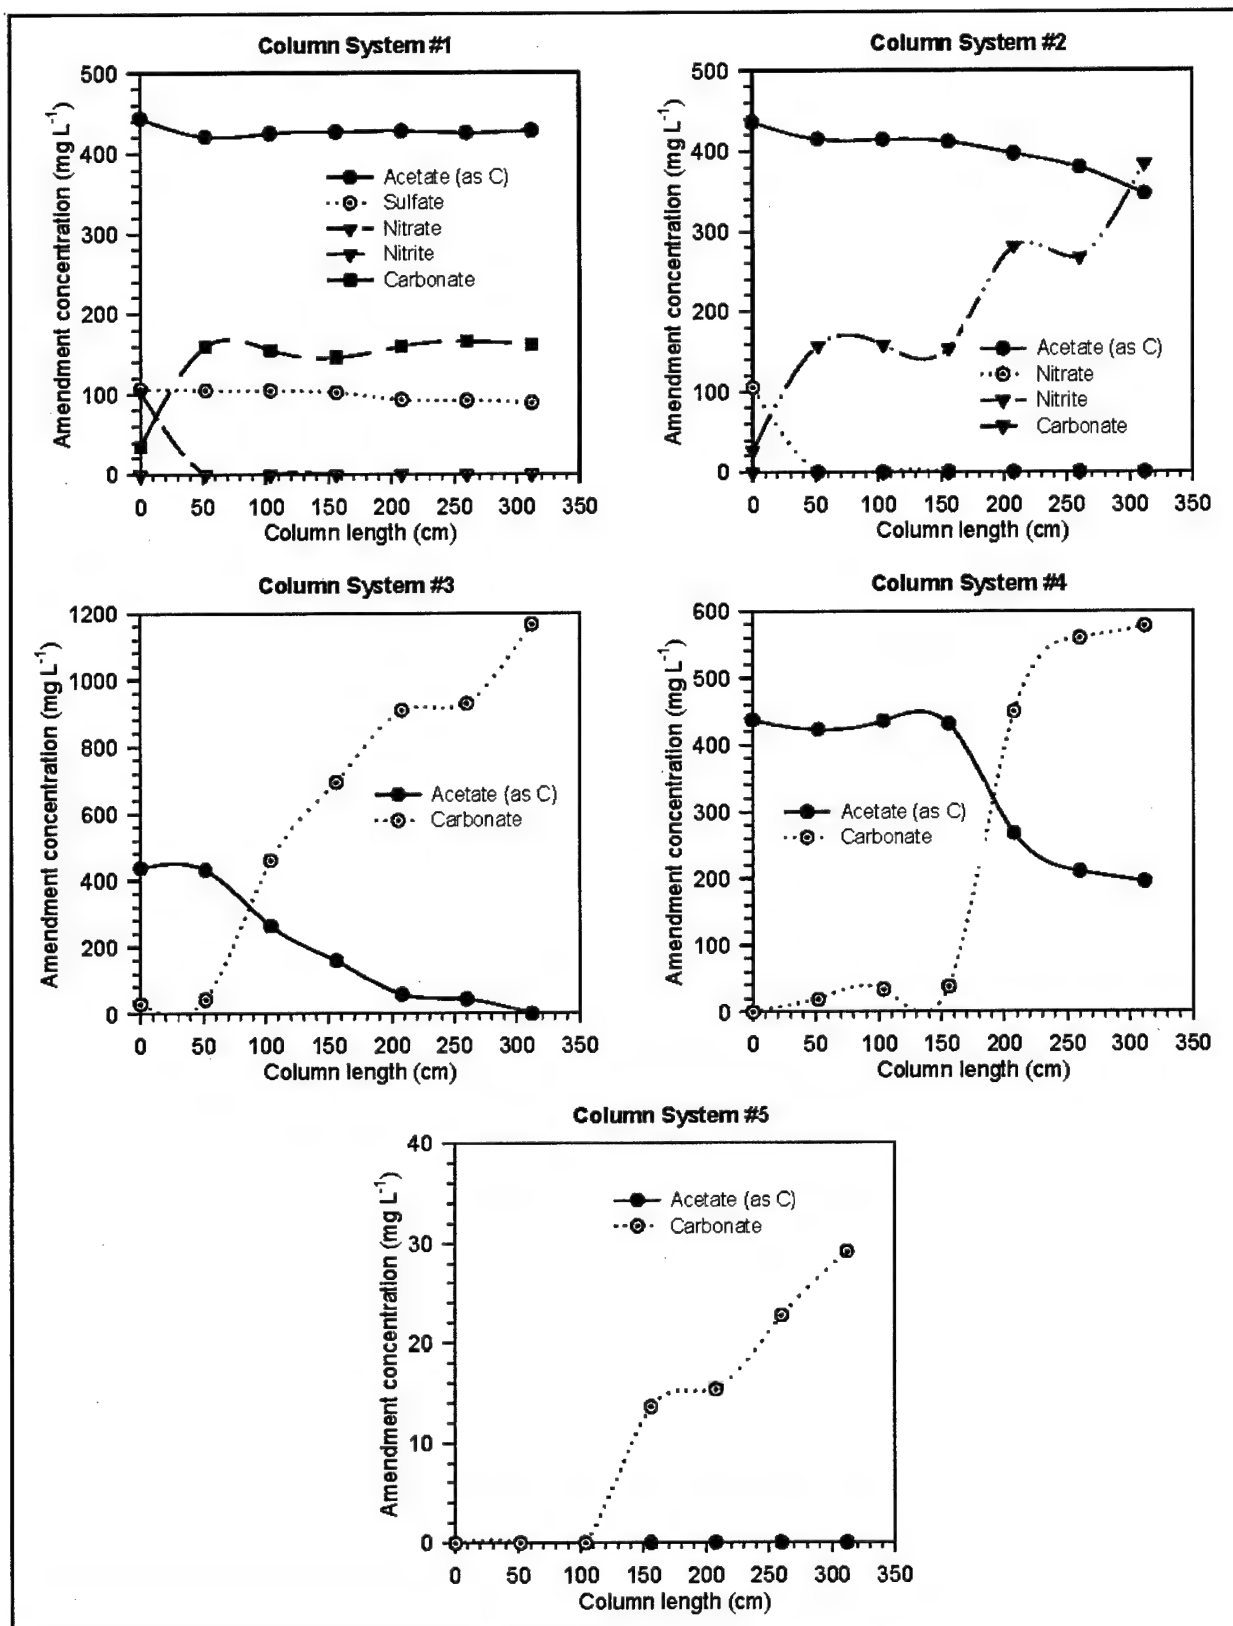 Column System #1
Amendment concentration (mg L-1)
500
400
300
200
100
0
Acetate (as C)
Sulfate
Nitrate
Nitrite
Carbonate
0 50 100 150 200 250 300 350
Column length (cm)
Column System #2
Amendment concentration (mg L-1)
500
400
300
200
100
0
Acetate (as C)
Nitrate
Nitrite
Carbonate
0 50 100 150 200 250 300 350
Column length (cm)
Column System #3
Amendment concentration (mg L-1)
1200
1000
800
600
400
200
0
Acetate (as C)
Carbonate
0 50 100 150 200 250 300 350
Column length (cm)
Column System #4
Amendment concentration (mg L-1)
600
500
400
300
200
100
0
Acetate (as C)
Carbonate
0 50 100 150 200 250 300 350
Column length (cm)
Column System #5
Amendment concentration (mg L-1)
40
30
20
10
0
Acetate (as C)
Carbonate
0 50 100 150 200 250 300 350
Column length (cm)